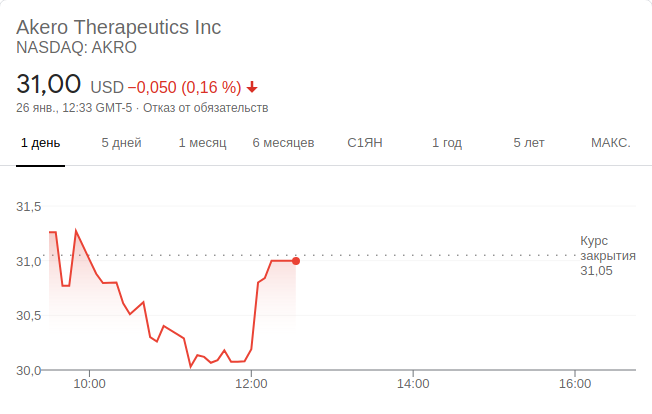 Akero Therapeutics Inc
NASDAQ: AKRO
31,00 USD −0,050 (0,16 %)
26 янв., 12:33 GMT-5 · Отказ от обязательств
1 день 5 дней 1 месяц 6 месяцев С1ЯН 1 год 5 лет МАКС.
31,5
31,0
30,5
30,0
Курс
закрытия
31,05
10:00 12:00 14:00 16:00